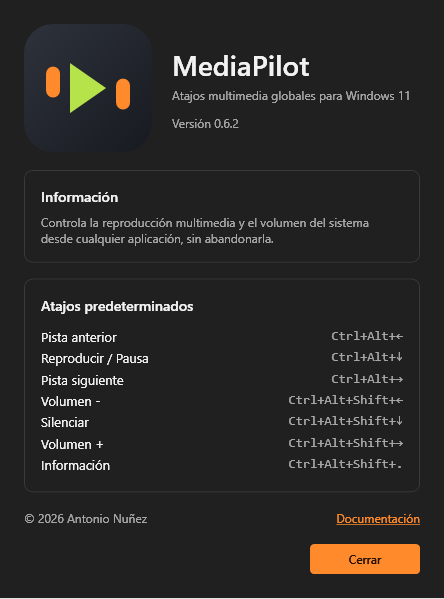 MediaPilot
Atajos multimedia globales para Windows 11
Versión 0.6.2
Información
Controla la reproducción multimedia y el volumen del sistema
desde cualquier aplicación, sin abandonarla.
Atajos predeterminados
Pista anterior Ctrl+Alt+←
Reproducir / Pausa Ctrl+Alt+↓
Pista siguiente Ctrl+Alt+→
Volumen - Ctrl+Alt+Shift+←
Silenciar Ctrl+Alt+Shift+↓
Volumen + Ctrl+Alt+Shift+→
Información Ctrl+Alt+Shift+.
© 2026 Antonio Nuñez Documentación
Cerrar